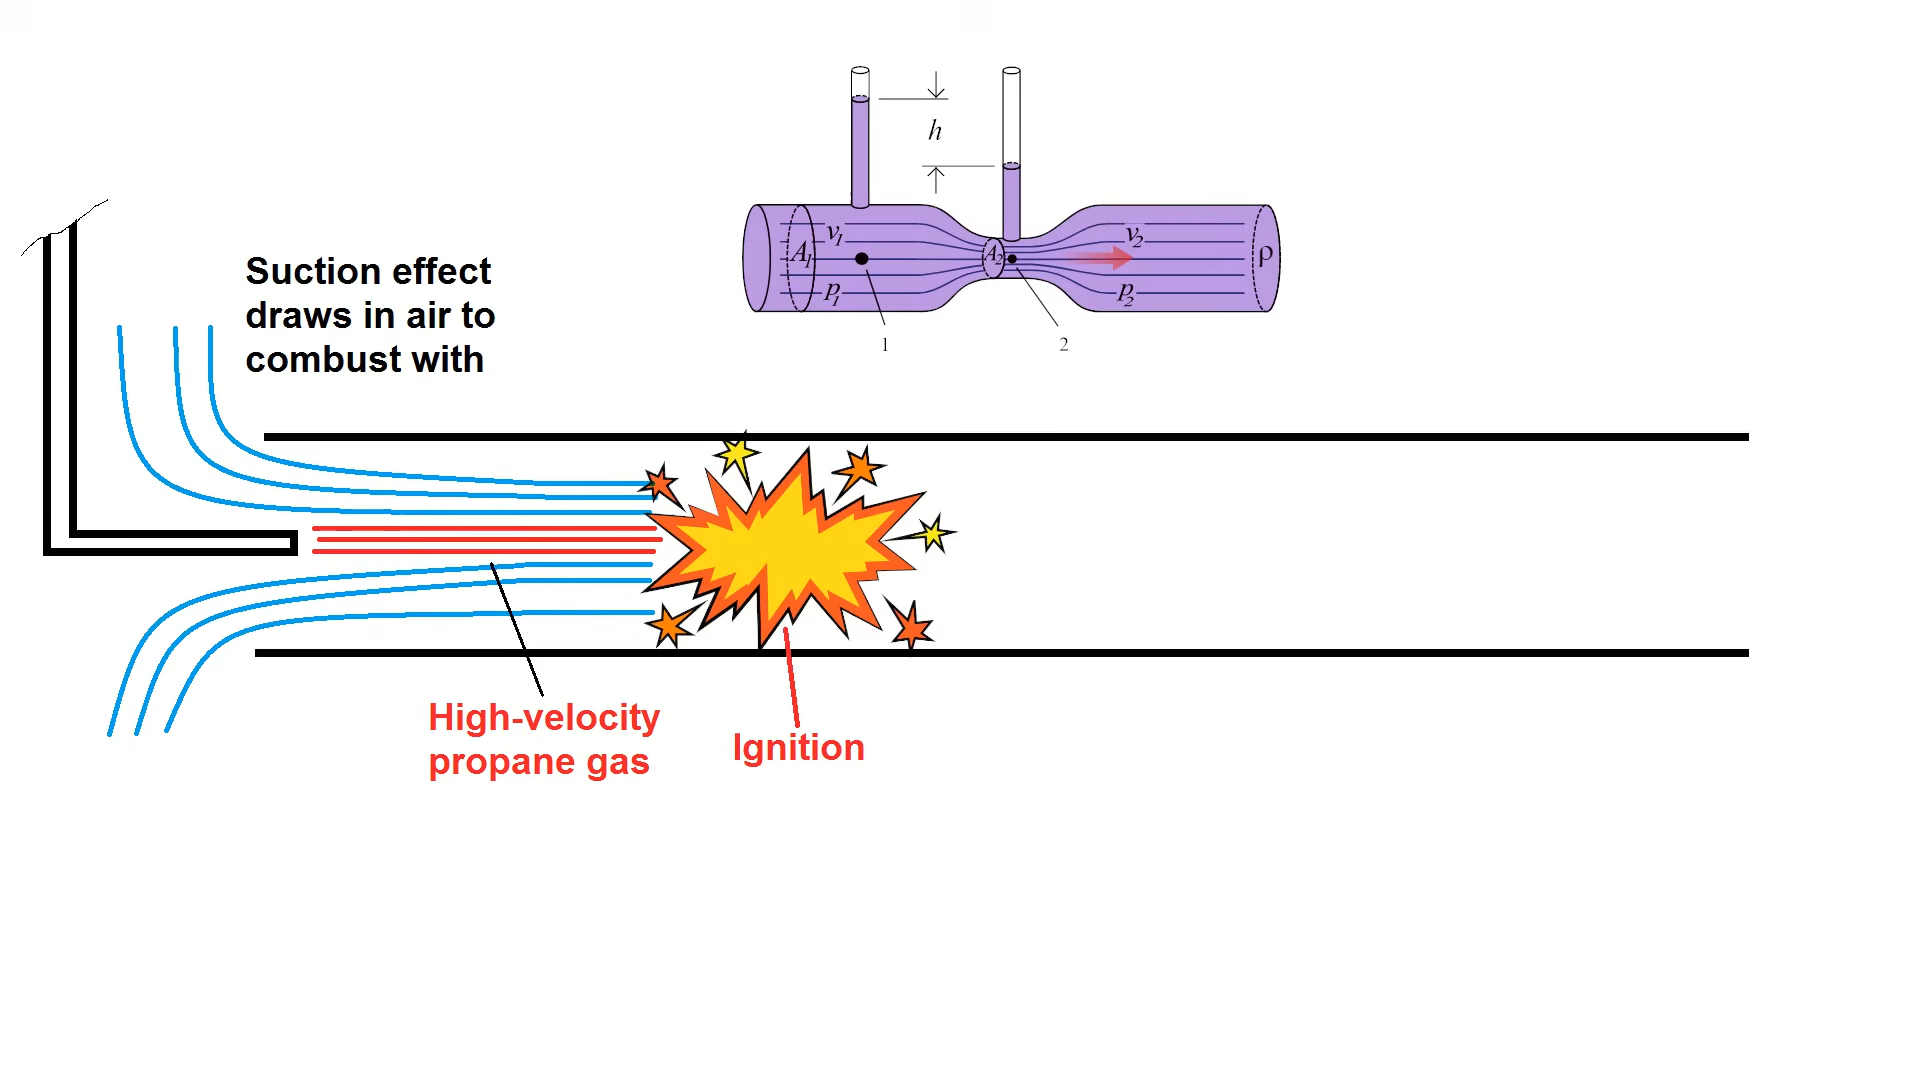 h
A1
v1
p1
A2
v2
p2
ρ
1
2
Suction effect
draws in air to
combust with
High-velocity
propane gas
Ignition